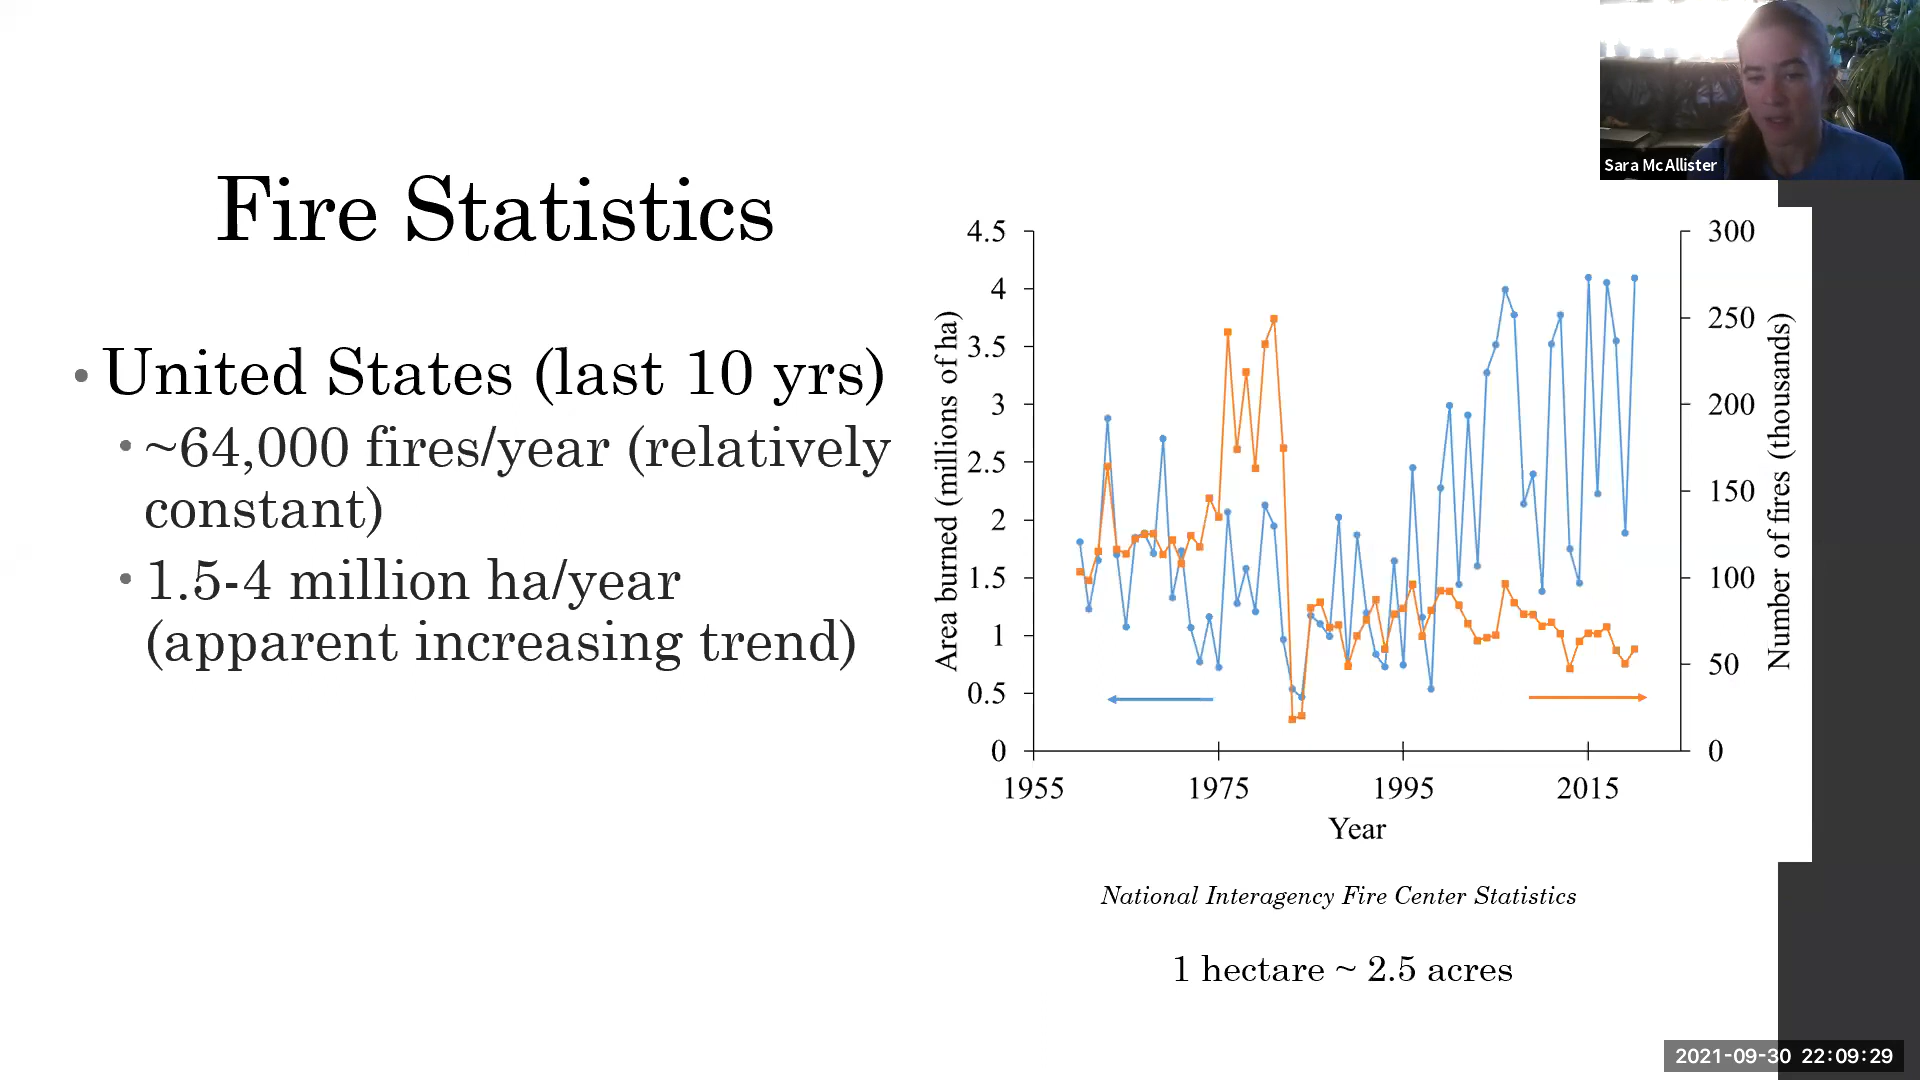 Sara McAllister
Fire Statistics
• United States (last 10 yrs)
• ~64,000 fires/year (relatively
constant)
• 1.5-4 million ha/year
(apparent increasing trend)
Area burned (millions of ha)
4.5
4
3.5
3
2.5
2
1.5
1
0.5
0
300
250
200
150
100
50
0
Number of fires (thousands)
1955 1975 1995 2015
Year
National Interagency Fire Center Statistics
1 hectare ~ 2.5 acres
2021-09-30 22:09:29